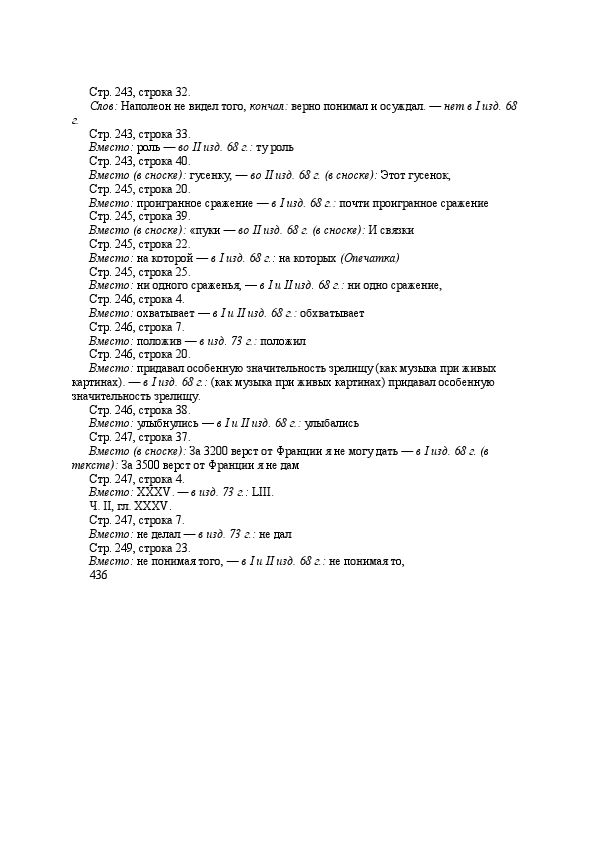 Стр. 243, строка 32.
Слов: Наполеон не видел того, кончая: верно понимал и осуждал. — нет в I изд. 68
г.
Стр. 243, строка 33.
Вместо: роль — во II изд. 68 г.: ту роль
Стр. 243, строка 40.
Вместо (в сноске): гусенку, — во II изд. 68 г. (в сноске): Этот гусенок,
Стр. 245, строка 20.
Вместо: проигранное сражение — в I изд. 68 г.: почти проигранное сражение
Стр. 245, строка 39.
Вместо (в сноске): «пуки — во II изд. 68 г. (в сноске): И связки
Стр. 245, строка 22.
Вместо: на которой — в I изд. 68 г.: на которых (Опечатка)
Стр. 245, строка 25.
Вместо: ни одного сраженья, — в I и II изд. 68 г.: ни одно сражение,
Стр. 246, строка 4.
Вместо: охватывает — в I и II изд. 68 г.: обхватывает
Стр. 246, строка 7.
Вместо: положив — в изд. 73 г.: положил
Стр. 246, строка 20.
Вместо: придавал особенную значительность зрелищу (как музыка при живых
картинах). — в I изд. 68 г.: (как музыка при живых картинах) придавал особенную
значительность зрелищу.
Стр. 246, строка 38.
Вместо: улыбнулись — в I и II изд. 68 г.: улыбались
Стр. 247, строка 37.
Вместо (в сноске): За 3200 верст от Франции я не могу дать — в I изд. 68 г. (в
тексте): За 3500 верст от Франции я не дам
Стр. 247, строка 4.
Вместо: XXXV. — в изд. 73 г.: LIII.
Ч. II, гл. XXXV.
Стр. 247, строка 7.
Вместо: не делал — в изд. 73 г.: не дал
Стр. 249, строка 23.
Вместо: не понимая того, — в I и II изд. 68 г.: не понимая то,
436